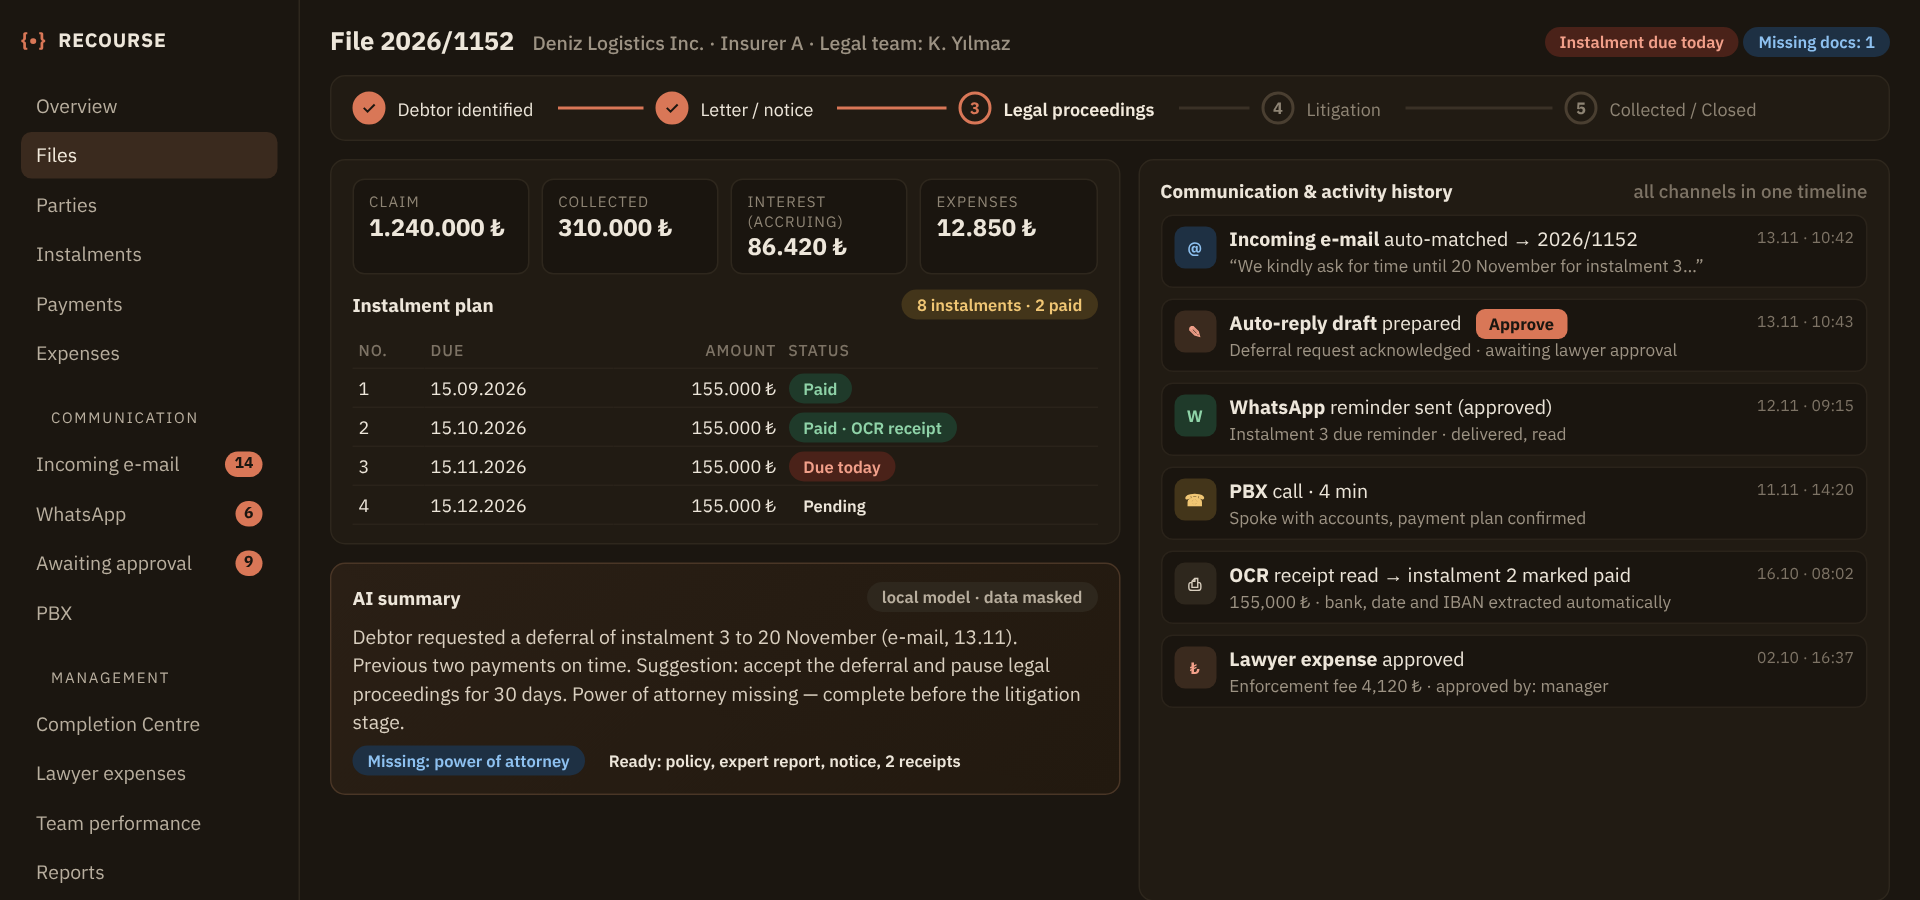 {•} RECOURSE
Overview
Files
Parties
Instalments
Payments
Expenses
COMMUNICATION
Incoming e-mail 14
WhatsApp 6
Awaiting approval 9
PBX
MANAGEMENT
Completion Centre
Lawyer expenses
Team performance
Reports
File 2026/1152 Deniz Logistics Inc. · Insurer A · Legal team: K. Yılmaz
Instalment due today Missing docs: 1
✓ Debtor identified ✓ Letter / notice 3 Legal proceedings 4 Litigation 5 Collected / Closed
CLAIM
1.240.000 ₺
COLLECTED
310.000 ₺
INTEREST
(ACCRUING)
86.420 ₺
EXPENSES
12.850 ₺
Instalment plan 8 instalments · 2 paid
NO. DUE AMOUNT STATUS
1 15.09.2026 155.000 ₺ Paid
2 15.10.2026 155.000 ₺ Paid · OCR receipt
3 15.11.2026 155.000 ₺ Due today
4 15.12.2026 155.000 ₺ Pending
AI summary local model · data masked
Debtor requested a deferral of instalment 3 to 20 November (e-mail, 13.11).
Previous two payments on time. Suggestion: accept the deferral and pause legal
proceedings for 30 days. Power of attorney missing — complete before the litigation
stage.
Missing: power of attorney Ready: policy, expert report, notice, 2 receipts
Communication & activity history all channels in one timeline
@ Incoming e-mail auto-matched → 2026/1152 13.11 · 10:42
“We kindly ask for time until 20 November for instalment 3…”
✎ Auto-reply draft prepared Approve 13.11 · 10:43
Deferral request acknowledged · awaiting lawyer approval
W WhatsApp reminder sent (approved) 12.11 · 09:15
Instalment 3 due reminder · delivered, read
☎ PBX call · 4 min 11.11 · 14:20
Spoke with accounts, payment plan confirmed
⎙ OCR receipt read → instalment 2 marked paid 16.10 · 08:02
155,000 ₺ · bank, date and IBAN extracted automatically
₺ Lawyer expense approved 02.10 · 16:37
Enforcement fee 4,120 ₺ · approved by: manager